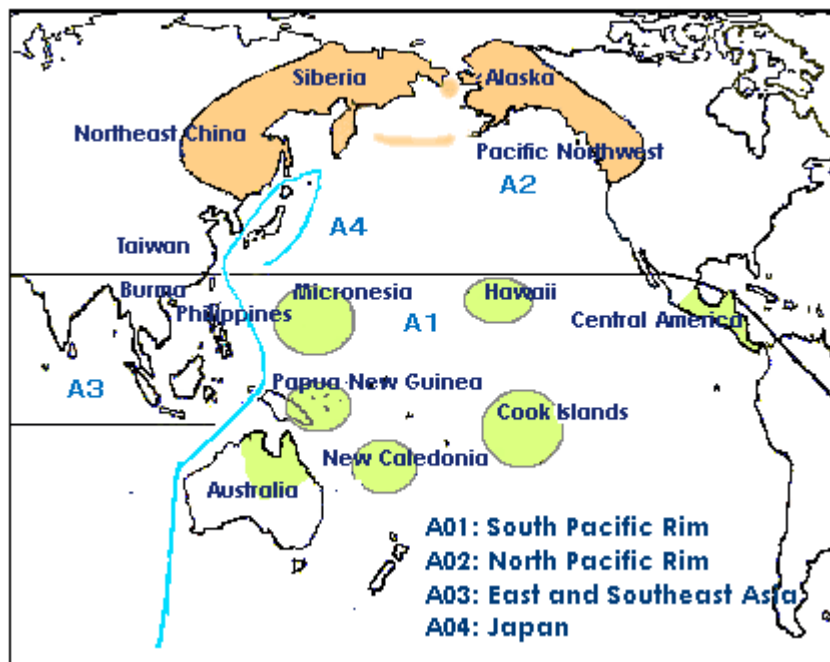 Siberia
Alaska
Northeast China
Pacific Northwest
A2
A4
Taiwan
Burma
Micronesia
Hawaii
Philippines
A1
Central America
A3
Papua New Guinea
Cook Islands
New Caledonia
Australia
A01: South Pacific Rim
A02: North Pacific Rim
A03: East and Southeast Asia
A04: Japan